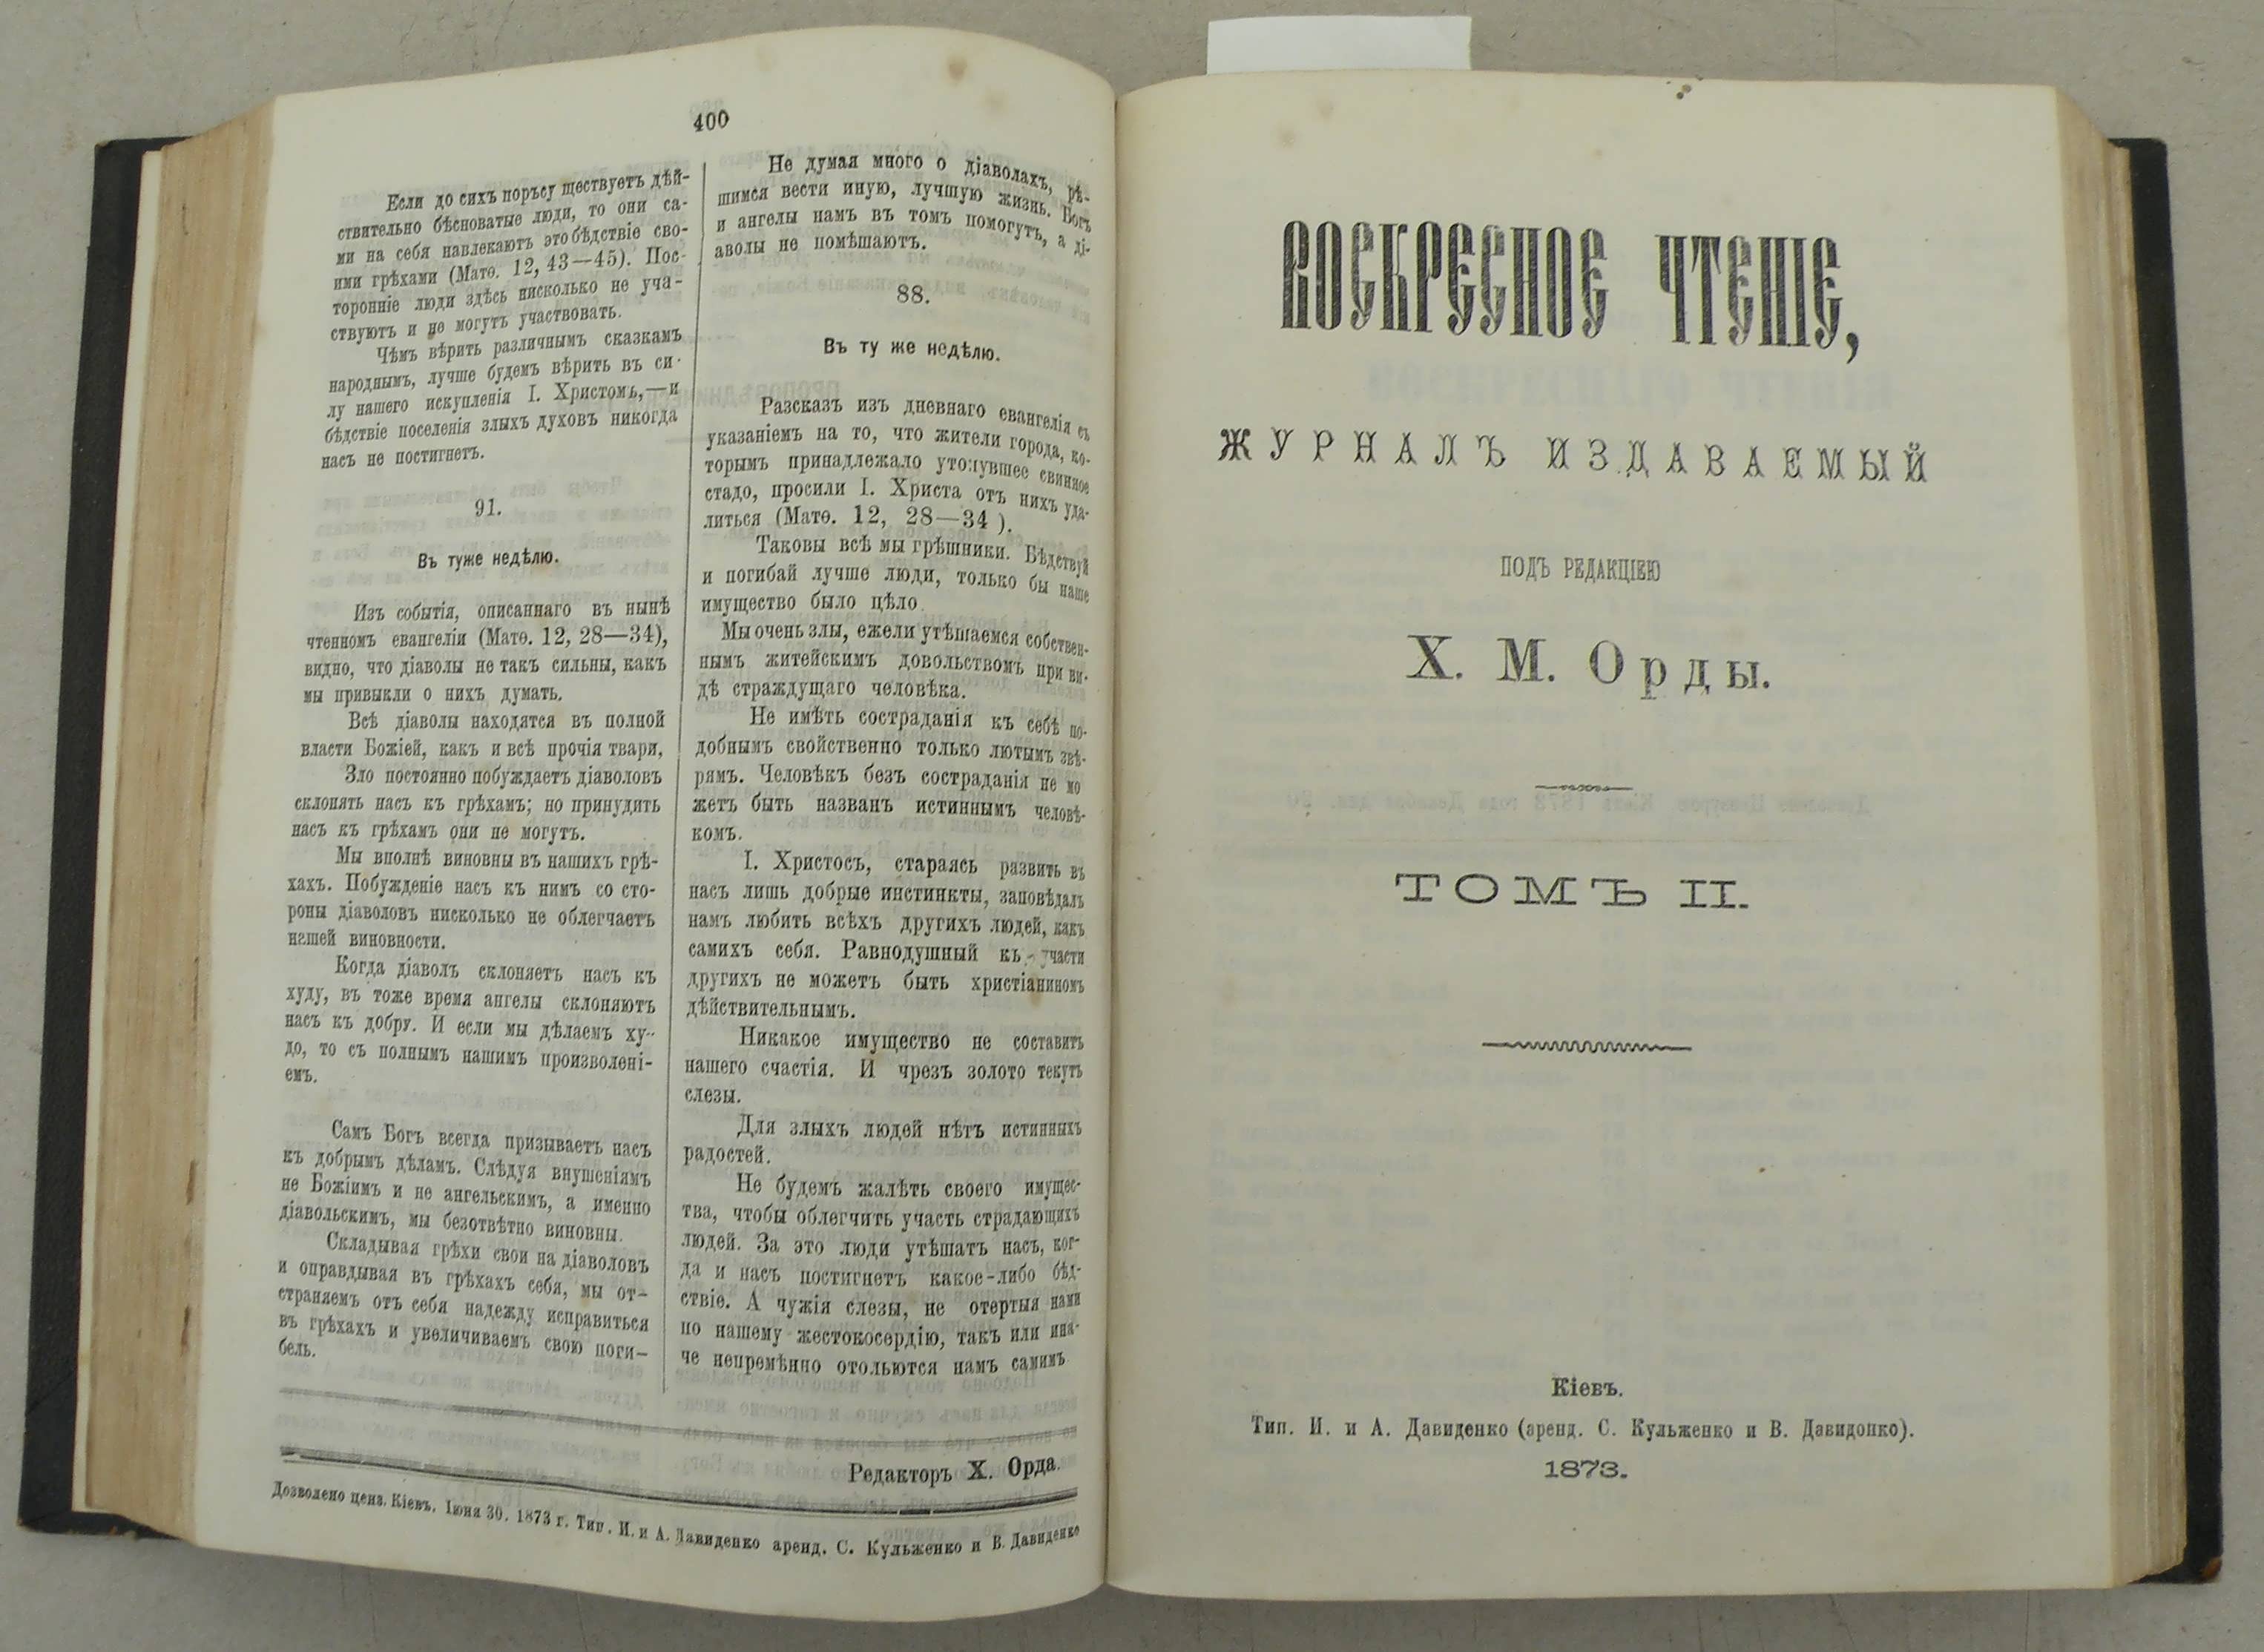 400
Если до сихъ поръсу ществуетъ дѣй-
ствительно бѣсноватые люди, то они са-
ми на себя навлекаютъ это бѣдствіе сво-
ими грѣхами (Матѳ. 12, 43—45). Пос-
торонніе люди здѣсь нисколько не уча-
ствуютъ и не могутъ участвовать.
Чѣмъ вѣрить различнымъ сказкамъ
народнымъ, лучше будемъ вѣрить въ си-
лу нашего искупленія І. Христомъ,—и
бѣдствіе поселенія злыхъ духовъ никогда
насъ не постигнетъ.
91.
Въ туже недѣлю.
Изъ событія, описаннаго въ нынѣ
чтенномъ евангеліи (Матѳ. 12, 28—34),
видно, что діаволы не такъ сильны, какъ
мы привыкли о нихъ думать.
Всѣ діаволы находятся въ полной
власти Божіей, какъ и всѣ прочія твари,
Зло постоянно побуждаетъ діаволовъ
склонять насъ къ грѣхамъ; но принудить
насъ къ грѣхамъ они не могутъ.
Мы вполнѣ виновны въ нашихъ грѣ-
хахъ. Побужденіе насъ къ нимъ со сто-
роны діаволовъ нисколько не облегчаетъ
нашей виновности.
Когда діаволъ склоняетъ насъ къ
худу, въ тоже время ангелы склоняютъ
насъ къ добру. И если мы дѣлаемъ ху-
до, то съ полнымъ нашимъ произволені-
емъ.
Самъ Богъ всегда призываетъ насъ
къ добрымъ дѣламъ. Слѣдуя внушеніямъ
не Божіимъ и не ангельскимъ, а именно
діавольскимъ, мы безотвѣтно виновны.
Складывая грѣхи свои на діаволовъ
и оправдывая въ грѣхахъ себя, мы от-
страняемъ отъ себя надежду исправиться
въ грѣхахъ и увеличиваемъ свою поги-
бель.
Не думая много о діаволахъ, рѣ-
шимся вести иную, лучшую жизнь. Богъ
и ангелы намъ въ томъ помогутъ, а ді-
аволы не помѣшаютъ.
88.
Въ ту же недѣлю.
Разсказъ изъ дневнаго евангелія съ
указаніемъ на то, что жители города, ко-
торымъ принадлежало утонувшее свинное
стадо, просили І. Христа отъ нихъ уда-
литься (Матѳ. 12, 28—34 ).
Таковы всѣ мы грѣшники. Бѣдствуй
и погибай лучше люди, только бы наше
имущество было цѣло.
Мы очень злы, ежели утѣшаемся собствен-
нымъ житейскимъ довольствомъ при ви-
дѣ страждущаго человѣка.
Не имѣть состраданія къ себѣ по-
добнымъ свойственно только лютымъ звѣ-
рямъ. Человѣкъ безъ состраданія не мо
жетъ быть названъ истиннымъ человѣ-
комъ.
І. Христосъ, стараясь развить въ
насъ лишь добрые инстинкты, заповѣдалъ
намъ любить всѣхъ другихъ людей, какъ
самихъ себя. Равнодушный къ участи
другихъ не можетъ быть христіаниномъ
дѣйствительнымъ.
Никакое имущество не составитъ
нашего счастія. И чрезъ золото текутъ
слезы.
Для злыхъ людей нѣтъ истинныхъ
радостей.
Не будемъ жалѣть своего имущес-
тва, чтобы облегчить участь страдающихъ
людей. За это люди утѣшатъ насъ, ког-
да и насъ постигнетъ какое-либо бѣд-
ствіе. А чужія слезы, не отертыя нами
по нашему жестокосердію, такъ или ина-
че непремѣнно отольются намъ самимъ
Редакторъ Х. Орда.
Дозволено ценз. Кіевъ. Іюня 30. 1873 г. Тип. И. и А. Давиденко аренд. С. Кульженко и В. Давиденко
ВОСКРЕСНОЕ ЧТЕНІЕ,
ЖУРНАЛЪ ИЗДАВАЕМЫЙ
ПОДЪ РЕДАКЦІЕЮ
Х. М. Орды.
ТОМЪ II.
Кіевъ.
Тип. И. и А. Давиденко (аренд. С. Кульженко и В. Давидонко).
1873.